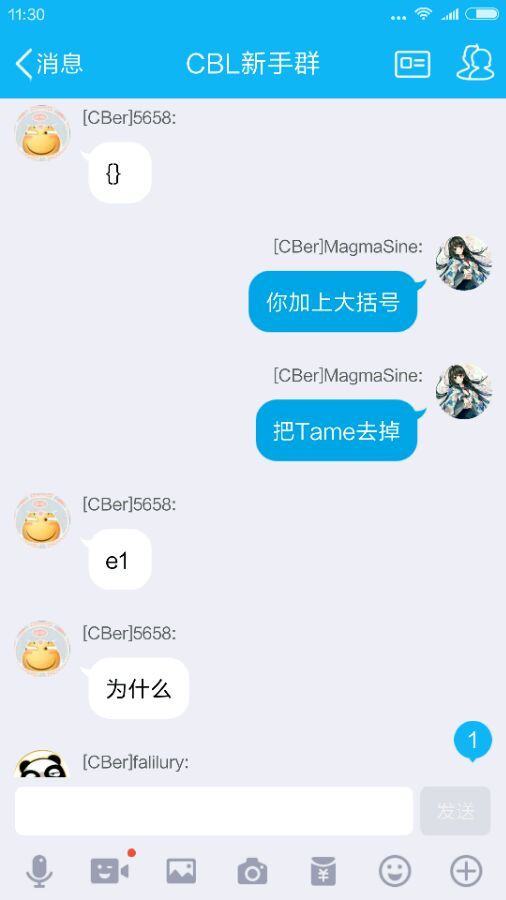 11:30
消息
CBL新手群
[CBer]5658:
{}
[CBer]MagmaSine:
你加上大括号
[CBer]MagmaSine:
把Tame去掉
[CBer]5658:
e1
[CBer]5658:
为什么
1
[CBer]falilury:
发送
¥